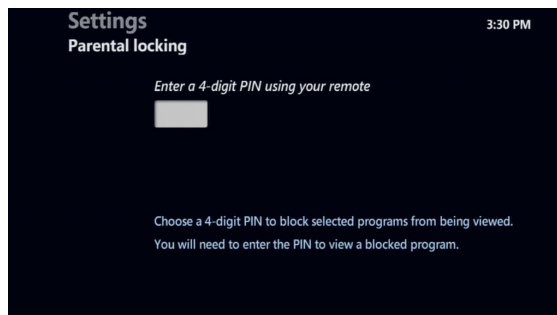 Settings
3:30 PM
Parental locking
Enter a 4-digit PIN using your remote
Choose a 4-digit PIN to block selected programs from being viewed.
You will need to enter the PIN to view a blocked program.